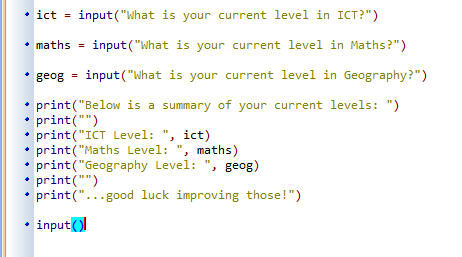 ict = input("What is your current level in ICT?")
maths = input("What is your current level in Maths?")
geog = input("What is your current level in Geography?")
print("Below is a summary of your current levels: ")
print("")
print("ICT Level: ", ict)
print("Maths Level: ", maths)
print("Geography Level: ", geog)
print("")
print("...good luck improving those!")
input()